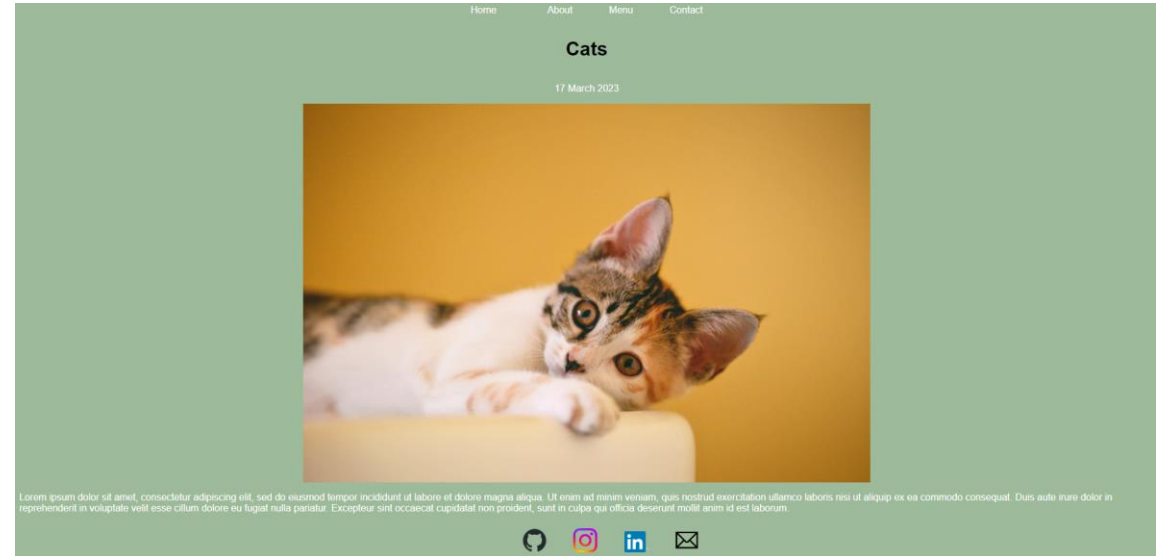 Home About Menu Contact
Cats
17 March 2023
Lorem ipsum dolor sit amet, consectetur adipiscing elit, sed do eiusmod tempor incididunt ut labore et dolore magna aliqua. Ut enim ad minim veniam, quis nostrud exercitation ullamco laboris nisi ut aliquip ex ea commodo consequat. Duis aute irure dolor in
reprehenderit in voluptate velit esse cillum dolore eu fugiat nulla pariatur. Excepteur sint occaecat cupidatat non proident, sunt in culpa qui officia deserunt mollit anim id est laborum.
in